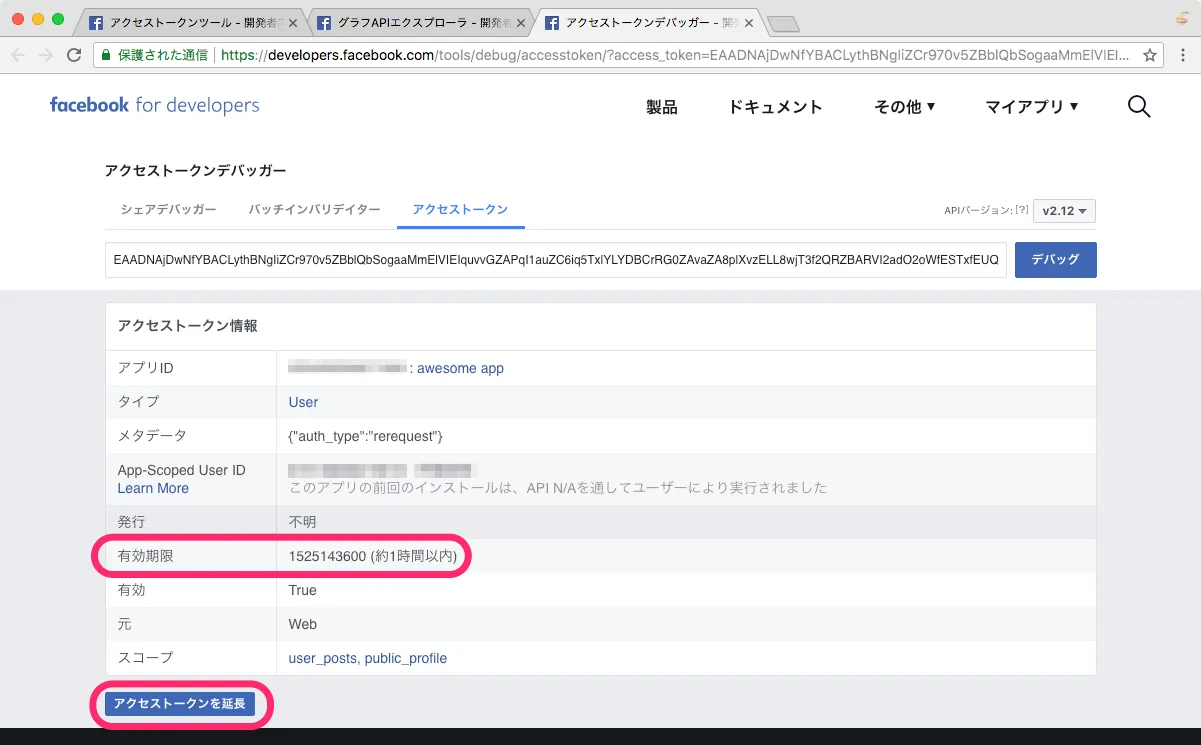 アクセストークンツール - 開発者
グラフAPIエクスプローラ - 開発者
アクセストークンデバッガー - 開
保護された通信
https://developers.facebook.com/tools/debug/accesstoken/?access_token=EAADNAjDwNfYBACLythBNgIiZCr970v5ZBblQbSogaaMmElVlEI...
facebook for developers
製品
ドキュメント
その他▼
マイアプリ▼
アクセストークンデバッガー
シェアデバッガー
バッチインバリデイター
アクセストークン
APIバージョン: [?]
v2.12
EAADNAjDwNfYBACLythBNgIiZCr970v5ZBblQbSogaaMmElVlEIquvvGZAPqI1auZC6iq5TxlYLYDBCrRG0ZAvaZA8plXvzELL8wjT3f2QRZBARVI2adO2oWfESTxfEUQ
デバッグ
アクセストークン情報
アプリID
: awesome app
タイプ
User
メタデータ
{"auth_type":"rerequest"}
App-Scoped User ID
Learn More
このアプリの前回のインストールは、API N/Aを通してユーザーにより実行されました
発行
不明
有効期限
1525143600 (約1時間以内)
有効
True
元
Web
スコープ
user_posts, public_profile
アクセストークンを延長